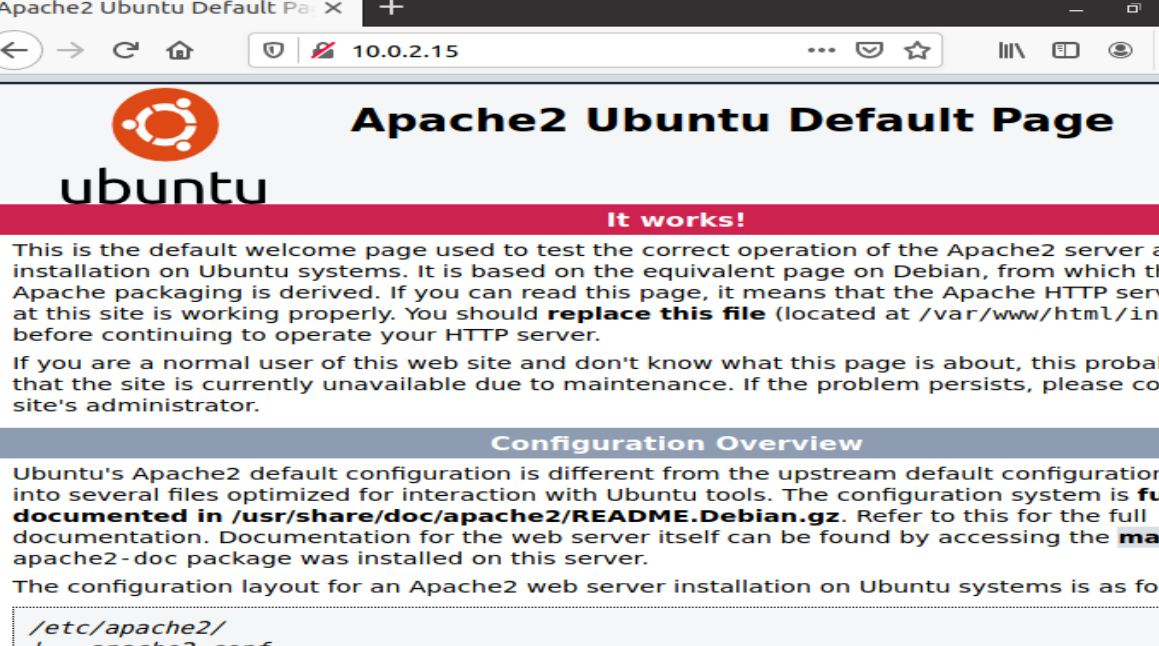 Apache2 Ubuntu Default Pa
10.0.2.15
ubuntu
Apache2 Ubuntu Default Page
It works!
This is the default welcome page used to test the correct operation of the Apache2 server
installation on Ubuntu systems. It is based on the equivalent page on Debian, from which
Apache packaging is derived. If you can read this page, it means that the Apache HTTP
at this site is working properly. You should replace this file (located at /var/www/html/in
before continuing to operate your HTTP server.
If you are a normal user of this web site and don't know what this page is about, this
that the site is currently unavailable due to maintenance. If the problem persists, please
site's administrator.
Configuration Overview
Ubuntu's Apache2 default configuration is different from the upstream default configuration
into several files optimized for interaction with Ubuntu tools. The configuration system is
documented in /usr/share/doc/apache2/README.Debian.gz. Refer to this for the full
documentation. Documentation for the web server itself can be found by accessing the
apache2-doc package was installed on this server.
The configuration layout for an Apache2 web server installation on Ubuntu systems is as
/etc/apache2/